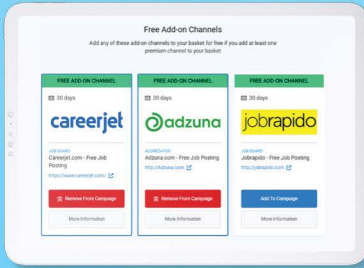 Free Add-on Channels
Add any of these add-on channels to your basket for free if you add at least one
premium channel to your basket
FREE ADD-ON CHANNEL
30 days
careerjet
JOB BOARD
Careerjet.com - Free Job
Posting
https://www.careerjet.com/
Remove From Campaign
More Information
FREE ADD-ON CHANNEL
30 days
adzuna
AGGREGATOR
Adzuna.com - Free Job Posting
http://Adzuna.com
Remove From Campaign
More Information
FREE ADD-ON CHANNEL
30 days
jobrapido
JOB BOARD
Jobrapido - Free Job Posting
http://jobrapido.com
Add To Campaign
More Information